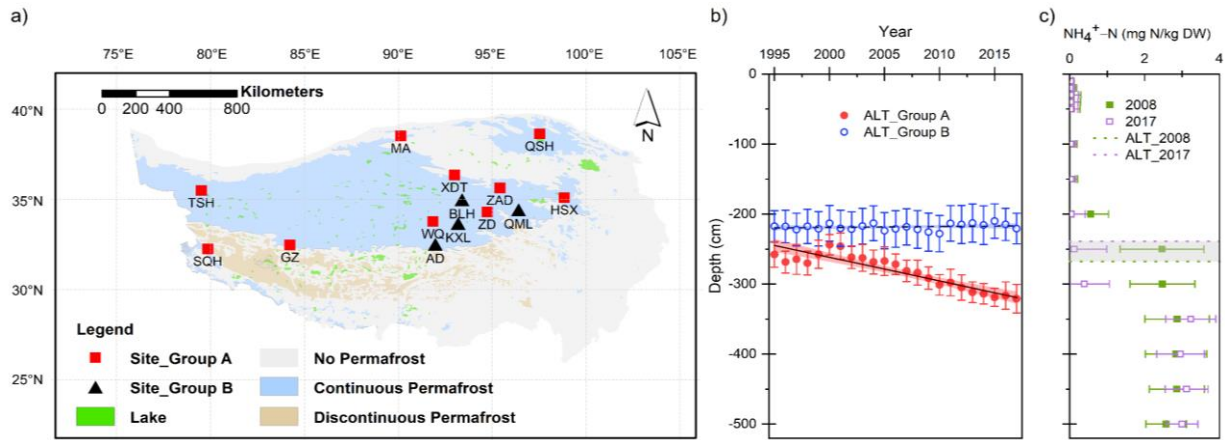 a)
b)
c)
75°E
80°E
85°E
90°E
95°E
100°E
105°E
40°N
35°N
30°N
25°N
Kilometers
0 200 400 800
N
MA
QSH
TSH
XDT
ZAD
HSX
BLH
ZD
QML
WQ
KXL
SQH
GZ
AD
Legend
Site_Group A
Site_Group B
Lake
No Permafrost
Continuous Permafrost
Discontinuous Permafrost
Year
1995 2000 2005 2010 2015
Depth (cm)
0
-100
-200
-300
-400
-500
ALT_Group A
ALT_Group B
NH₄⁺–N (mg N/kg DW)
0 1 2 3 4
2008
2017
ALT_2008
ALT_2017